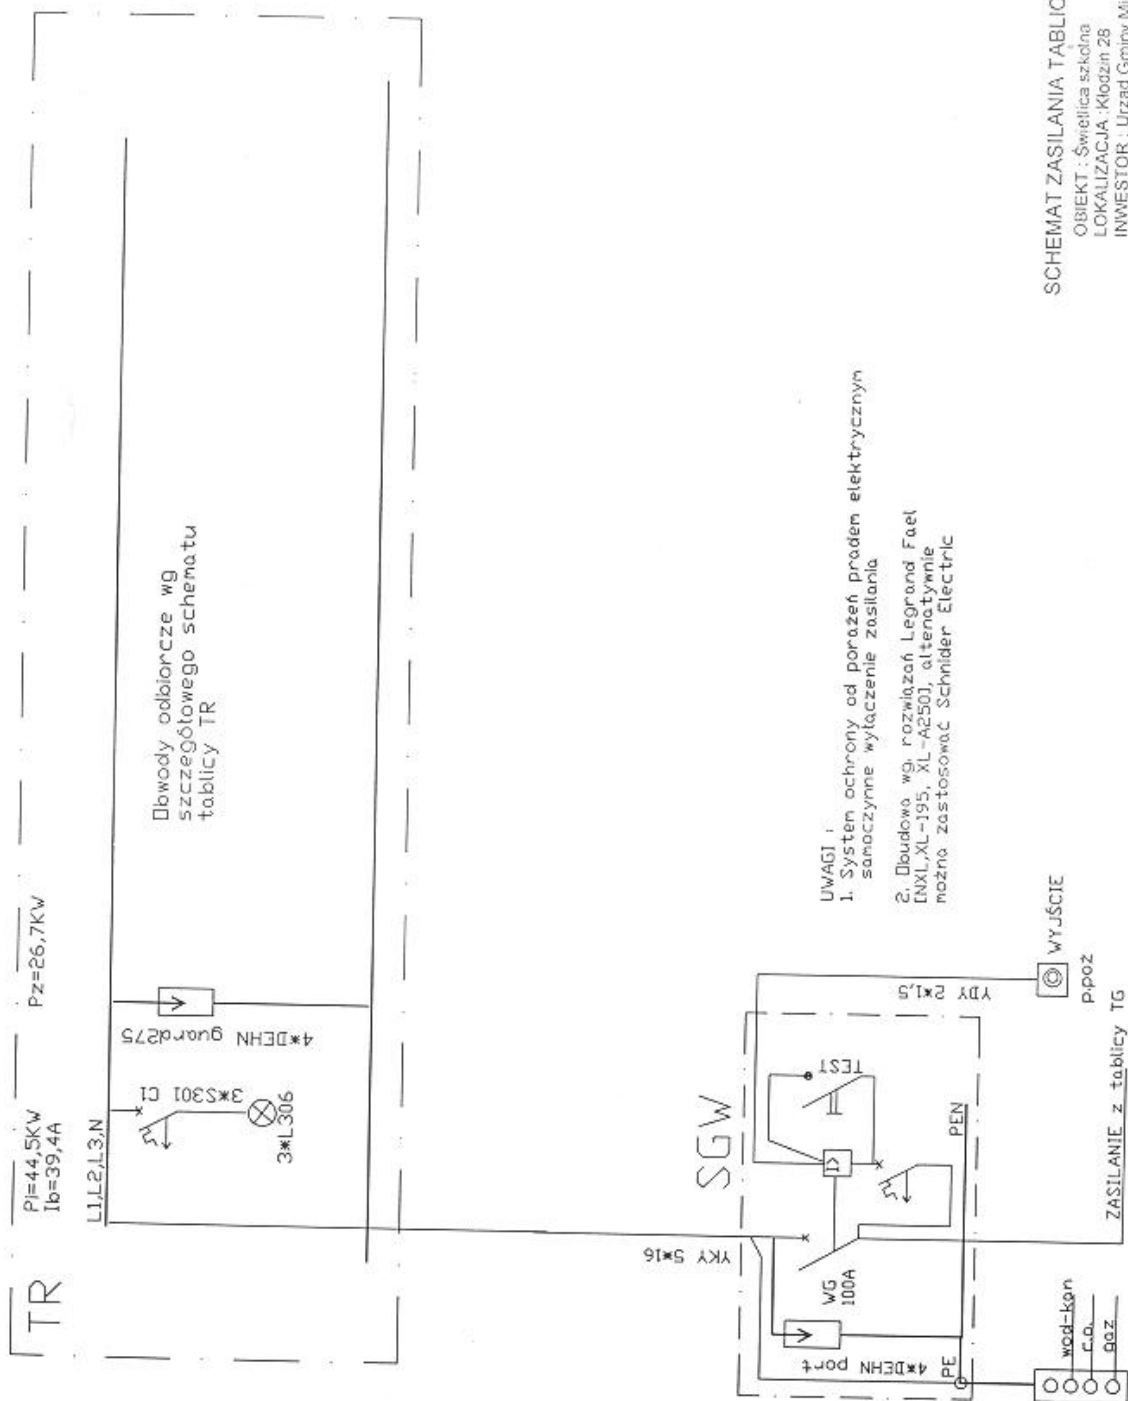 TR
Pi=44,5KW
Ib=39,4A
Pz=26,7KW
L1,L2,L3,N
3*S301 C1
3*L306
4*DEHN guard275
Obwody odbiorcze wg
szczegółowego schematu
tablicy TR
YKY 5*16
SGW
WG
100A
I>
TEST
4*DEHN port
PE
PEN
YDY 2*1,5
WYJŚCIE
p.poż
ZASILANIE z tablicy TG
wod-kan
c.o.
gaz
UWAGI :
1. System ochrony od porażeń prądem elektrycznym
samoczynne wyłączenie zasilania
2. Obudowa wg. rozwiązań Legrand Fael
[NXL,XL-195, XL-A250], altenatywnie
można zastosować Schnider Electric
SCHEMAT ZASILANIA TABLIC
OBIEKT : Świetlica szkolna
LOKALIZACJA :Kłodzin 28
INWESTOR : Urząd Gminy Mi